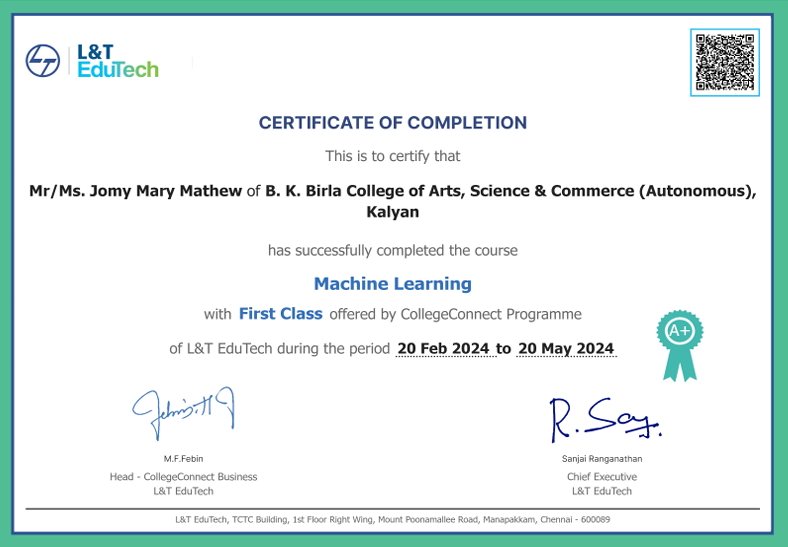 L&T
EduTech
CERTIFICATE OF COMPLETION
This is to certify that
Mr/Ms. Jomy Mary Mathew of B. K. Birla College of Arts, Science & Commerce (Autonomous),
Kalyan
has successfully completed the course
Machine Learning
with First Class offered by CollegeConnect Programme
A+
of L&T EduTech during the period 20 Feb 2024 to 20 May 2024
R. Say.
M.F.Febin
Head - CollegeConnect Business
L&T EduTech
Sanjai Ranganathan
Chief Executive
L&T EduTech
L&T EduTech, TCTC Building, 1st Floor Right Wing, Mount Poonamallee Road, Manapakkam, Chennai - 600089